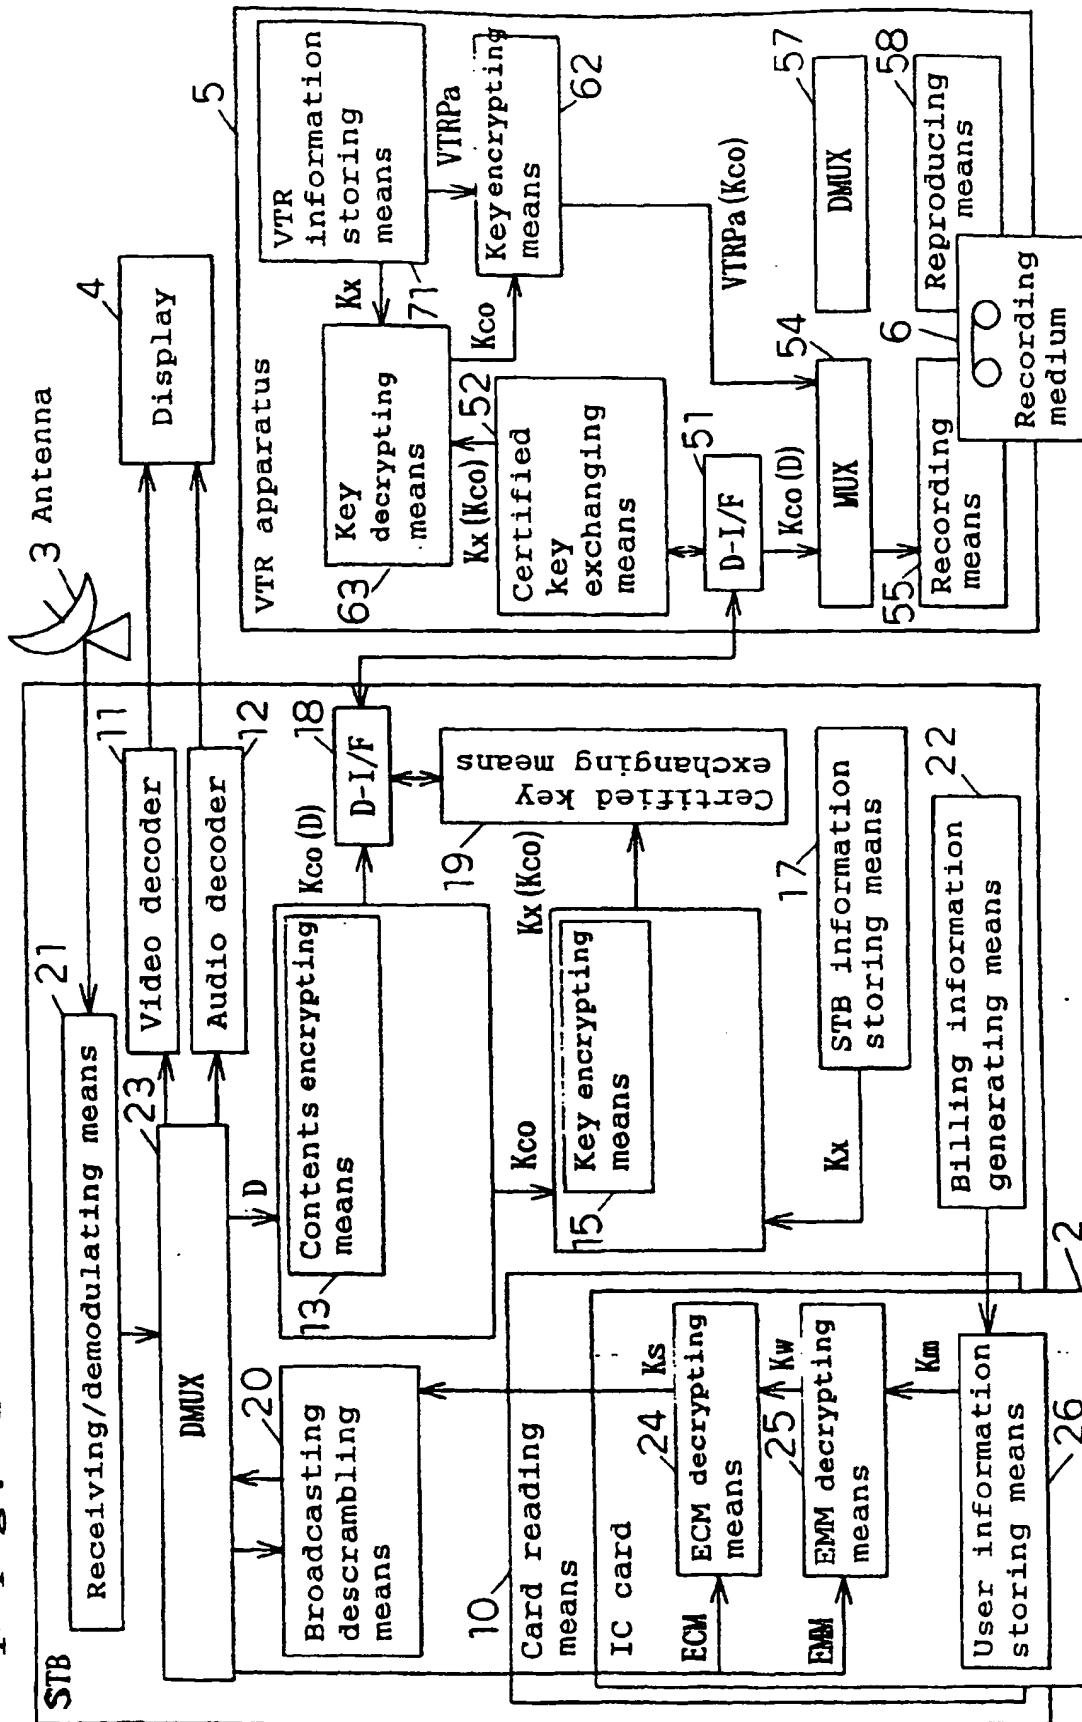 STB
Receiving/demodulating means
21
3 Antenna
DMUX
23
Video decoder
11
Audio decoder
12
Display
4
Broadcasting
descrambling
means
20
D
Contents encrypting
means
13
Kco(D)
D-I/F
18
Certified key
exchanging means
19
Kco
Key encrypting
means
15
Kx(Kco)
STB information
storing means
17
Kx
Billing information
generating means
22
Card reading
means
10
IC card
2
ECM decrypting
means
24
Ks
ECM
EMM decrypting
means
25
Kw
EMM
Km
User information
storing means
26
VTR apparatus
5
VTR
information
storing
means
71
VTRPa
Kx
Key encrypting
means
62
Key
decrypting
means
63
Kco
Kx(Kco)
52
Certified
key
exchanging
means
D-I/F
51
Kco(D)
VTRPa(Kco)
MUX
54
DMUX
57
Recording
means
55
Reproducing
means
58
6
Recording
medium